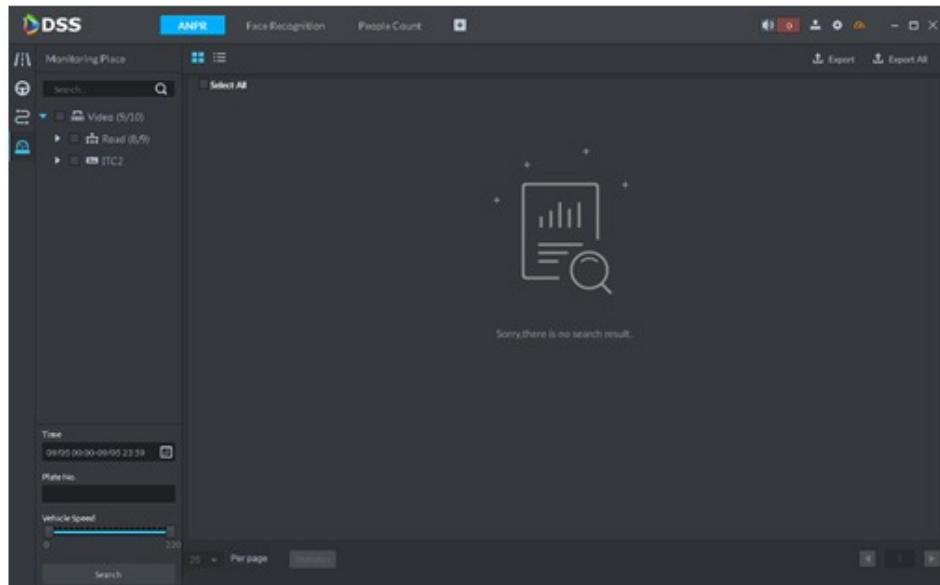 DSS
ANPR Face Recognition People Count
0
Monitoring Place
Export Export All
Search...
Select All
Video (9/10)
Road (8/9)
ITC2
Sorry,there is no search result.
Time
09/05 00:00-09/05 23:59
Plate No.
Vehicle Speed
0 220
Search
20 Per page
1